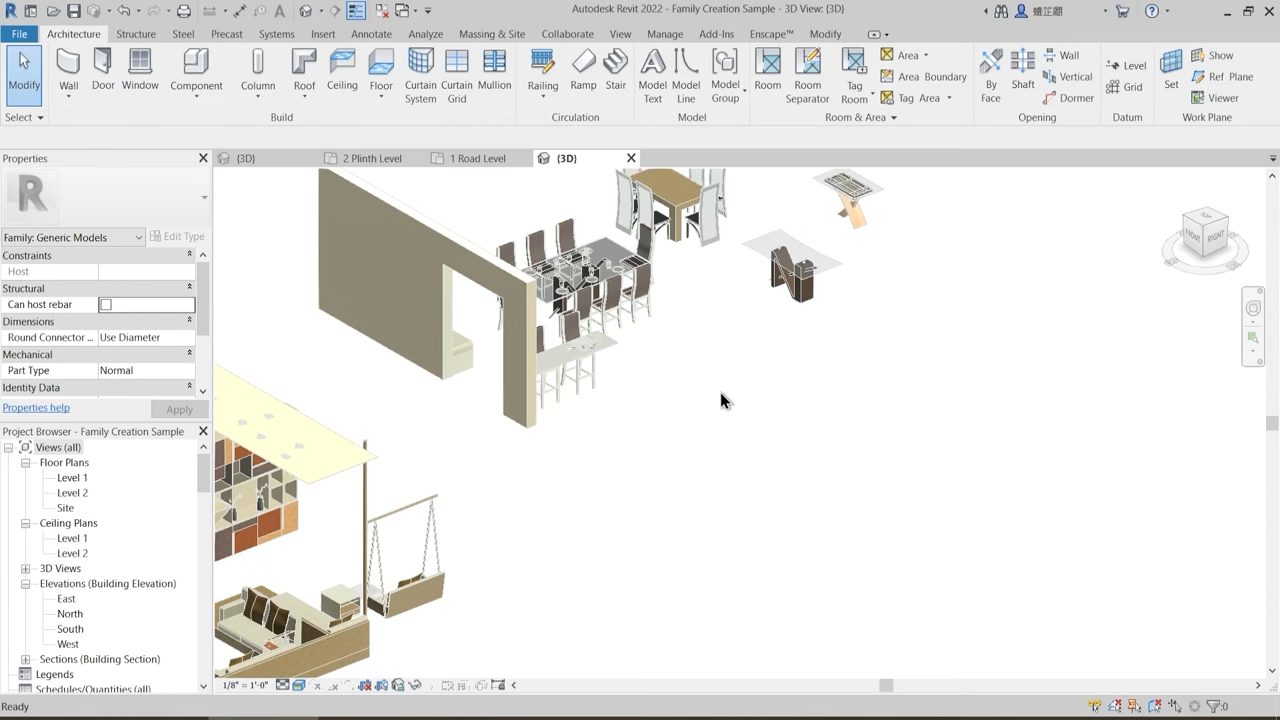 Autodesk Revit 2022 - Family Creation Sample - 3D View: {3D}
File Architecture Structure Steel Precast Systems Insert Annotate Analyze Massing & Site Collaborate View Manage Add-Ins Enscape™ Modify
Modify Wall Door Window Component Column Roof Ceiling Floor Curtain System Curtain Grid Mullion Railing Ramp Stair Model Text Model Line Model Group Room Room Separator Tag Room
Area
Area Boundary
Tag Area
By Face Shaft
Wall
Vertical
Dormer
Level
Grid
Set
Show
Ref Plane
Viewer
Select Build Circulation Model Room & Area Opening Datum Work Plane
Properties
{3D} 2 Plinth Level 1 Road Level {3D}
R
Family: Generic Models Edit Type
Constraints
Host
Structural
Can host rebar
Dimensions
Round Connector ... Use Diameter
Mechanical
Part Type Normal
Identity Data
Properties help Apply
TOP
FRONT RIGHT
Project Browser - Family Creation Sample
Views (all)
Floor Plans
Level 1
Level 2
Site
Ceiling Plans
Level 1
Level 2
3D Views
Elevations (Building Elevation)
East
North
South
West
Sections (Building Section)
Legends
Schedules/Quantities (all)
1/8" = 1'-0"
Ready
:0